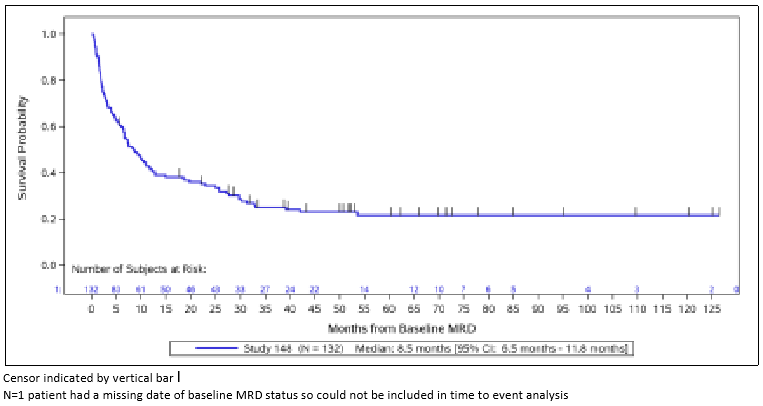 1.0
0.8
0.6
0.4
0.2
0.0
Survival Probability
Number of Subjects at Risk:
1: 132 83 61 50 46 43 33 27 24 22 14 12 10 7 6 5 4 3 2 0
0 5 10 15 20 25 30 35 40 45 50 55 60 65 70 75 80 85 90 95 100 105 110 115 120 125
Months from Baseline MRD
Study 148 (N = 132) Median: 8.5 months [95% CI: 6.5 months - 11.8 months]
Censor indicated by vertical bar |
N=1 patient had a missing date of baseline MRD status so could not be included in time to event analysis